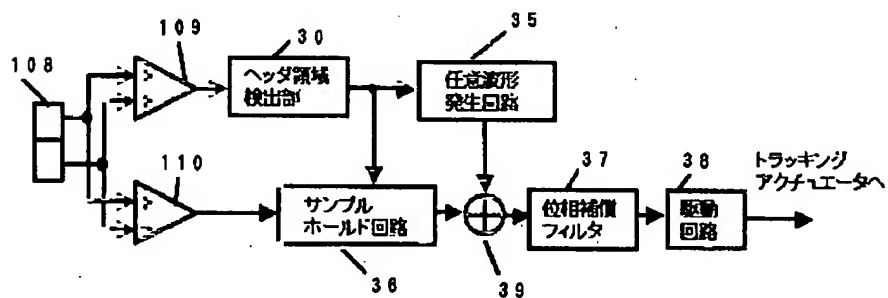 108
109
30
35
ヘッダ領域
検出部
任意波形
発生回路
110
サンプル
ホールド回路
36
39
37
位相補償
フィルタ
38
駆動
回路
トラッキング
アクチュエータへ